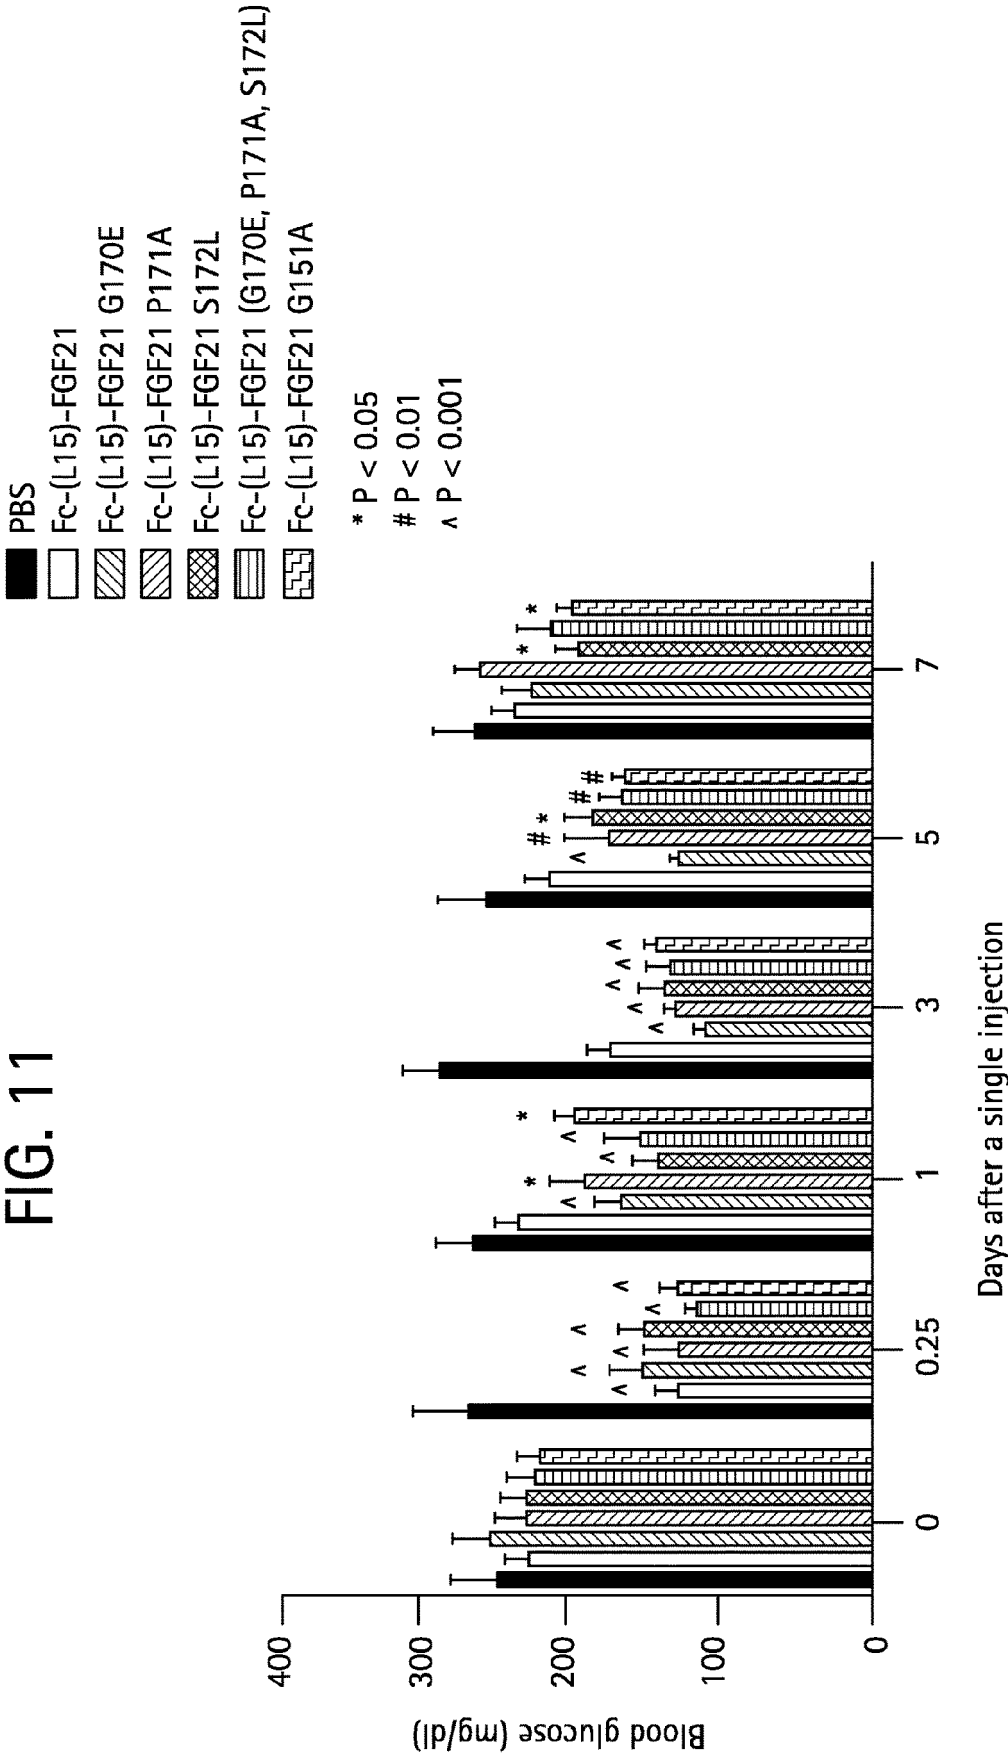 FIG. 11
PBS
Fc-(L15)-FGF21
Fc-(L15)-FGF21 G170E
Fc-(L15)-FGF21 P171A
Fc-(L15)-FGF21 S172L
Fc-(L15)-FGF21 (G170E, P171A, S172L)
Fc-(L15)-FGF21 G151A
* P < 0.05
# P < 0.01
^ P < 0.001
Blood glucose (mg/dl)
400
300
200
100
0
^ ^ ^ ^ ^ ^
^ * ^ ^ *
^ ^ ^ ^ ^
^ # * # #
* *
0 0.25 1 3 5 7
Days after a single injection